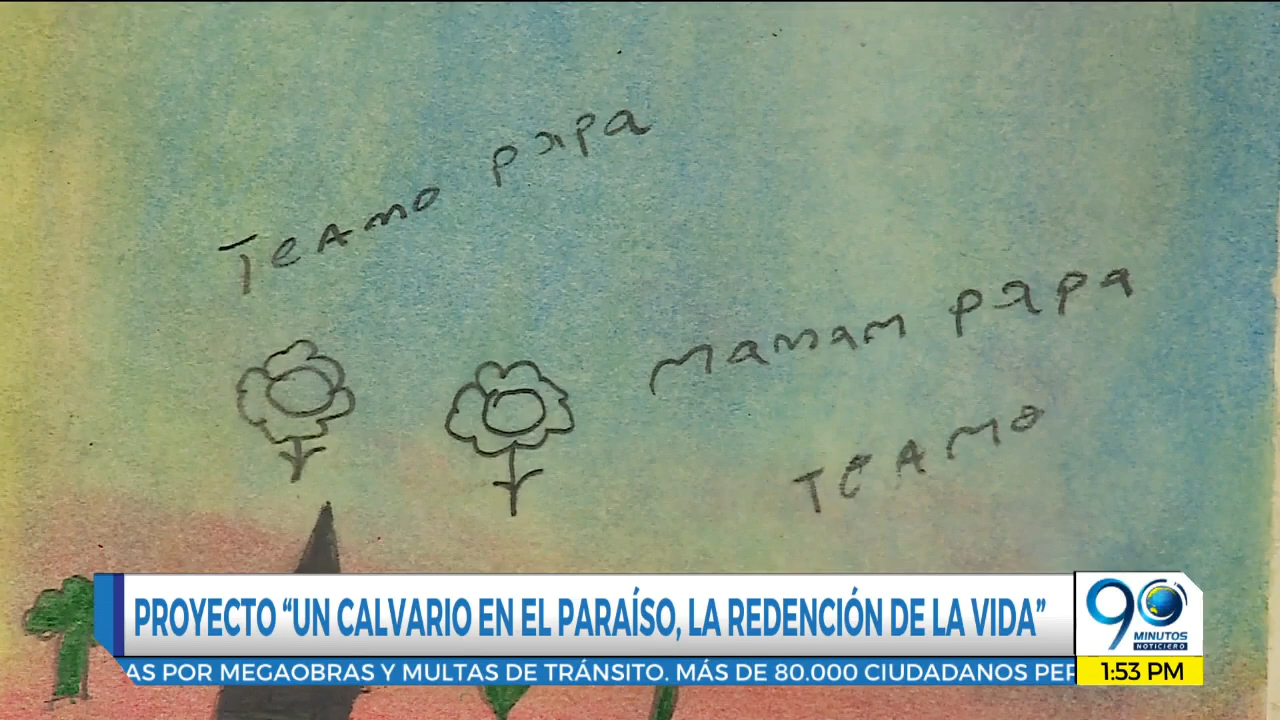 TeAmo papa
mamam papa
TeAmo
PROYECTO “UN CALVARIO EN EL PARAÍSO, LA REDENCIÓN DE LA VIDA”
90
MINUTOS
NOTICIERO
AS POR MEGAOBRAS Y MULTAS DE TRÁNSITO. MÁS DE 80.000 CIUDADANOS PER
1:53 PM